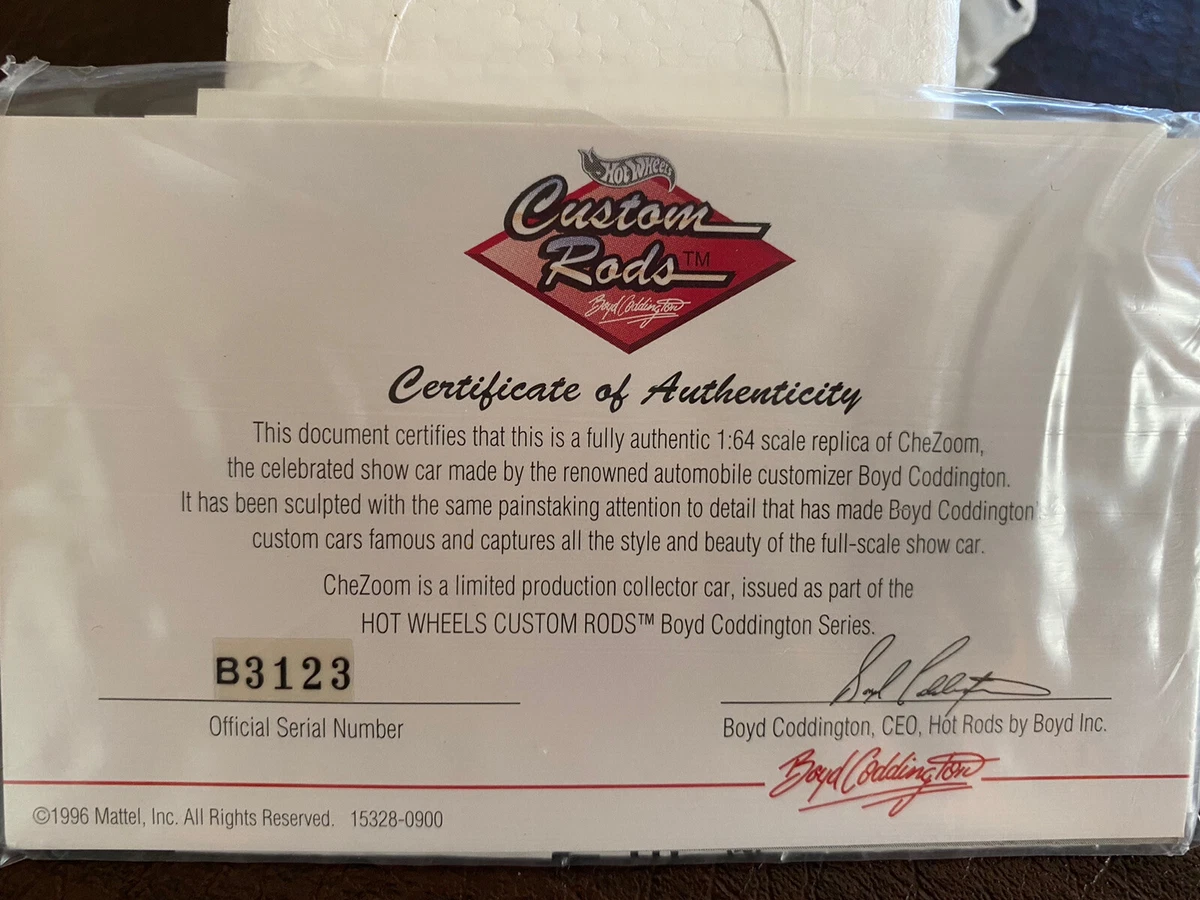 Hot Wheels
Custom
Rods™
Boyd Coddington
Certificate of Authenticity
This document certifies that this is a fully authentic 1:64 scale replica of CheZoom,
the celebrated show car made by the renowned automobile customizer Boyd Coddington.
It has been sculpted with the same painstaking attention to detail that has made Boyd Coddington's
custom cars famous and captures all the style and beauty of the full-scale show car.
CheZoom is a limited production collector car, issued as part of the
HOT WHEELS CUSTOM RODS™ Boyd Coddington Series.
B3123
Boyd Coddington
Official Serial Number
Boyd Coddington, CEO, Hot Rods by Boyd Inc.
Boyd Coddington
©1996 Mattel, Inc. All Rights Reserved. 15328-0900